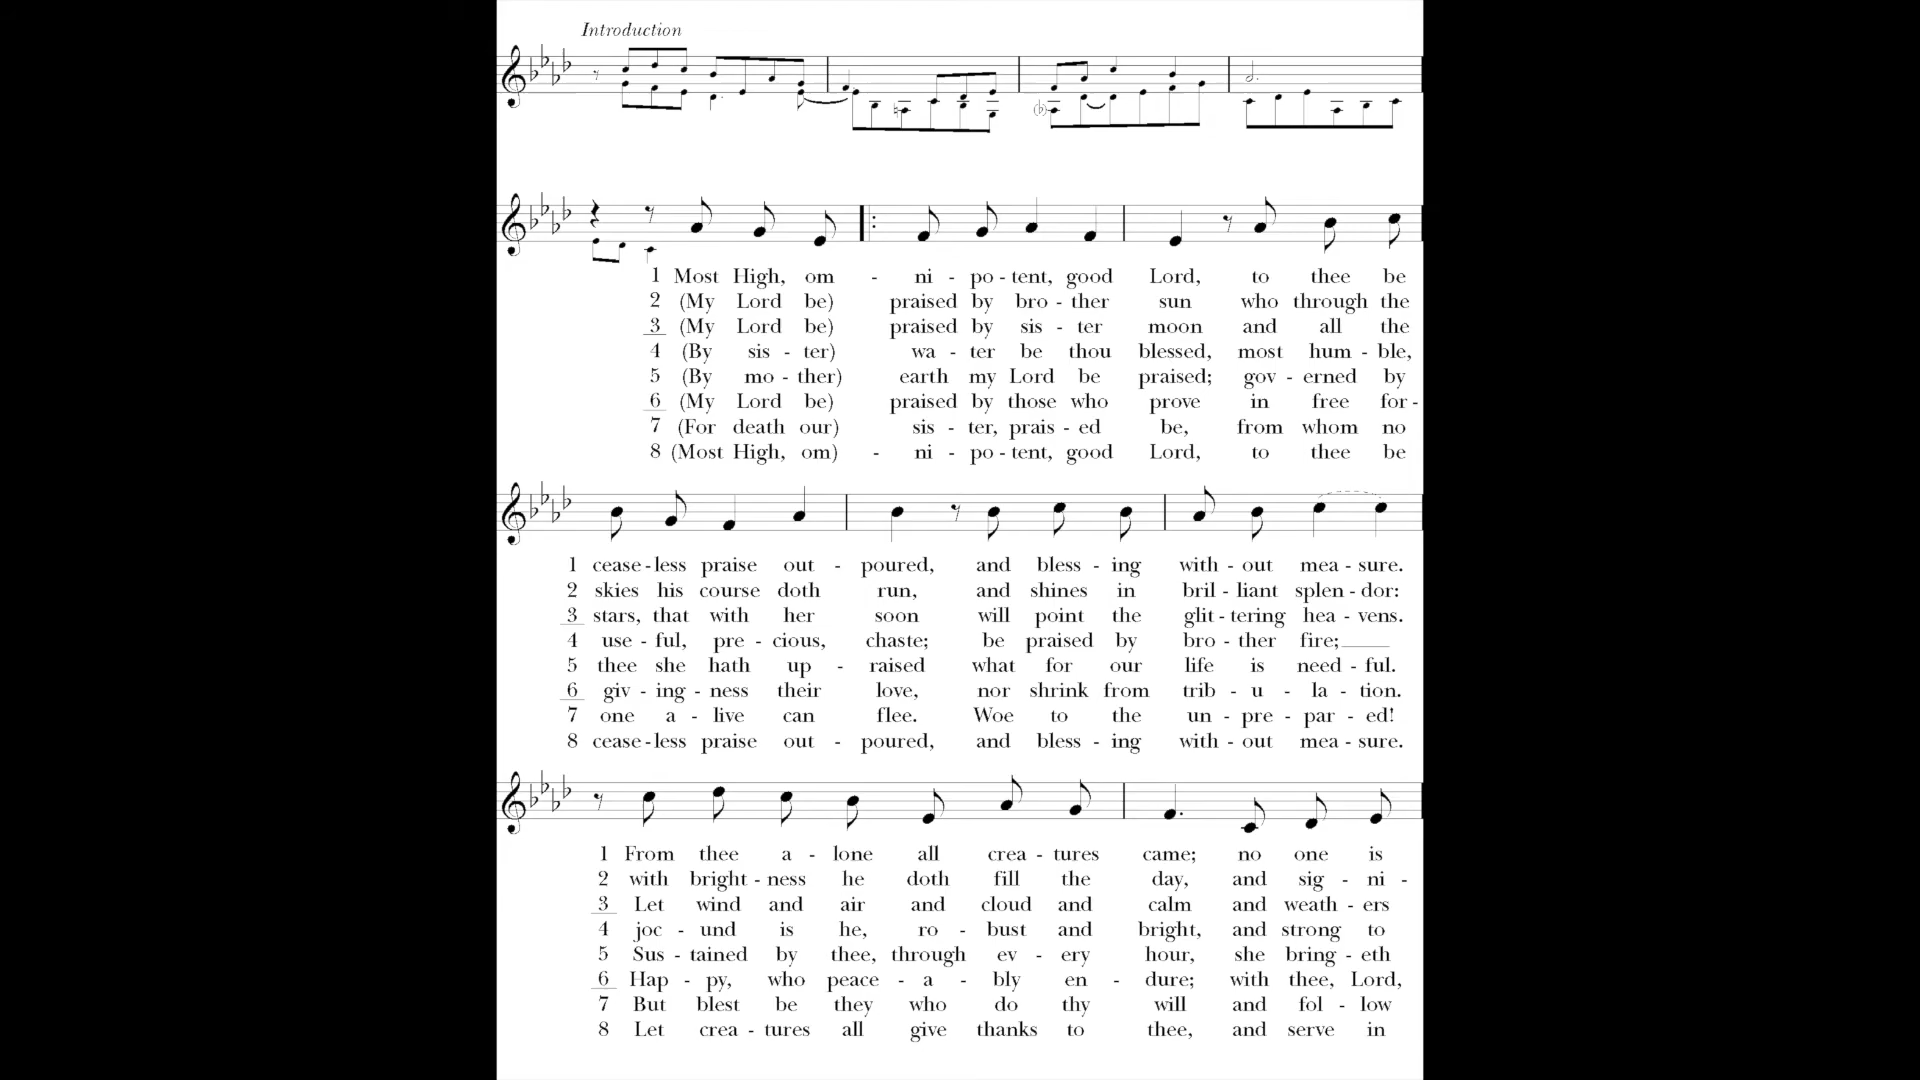 Introduction
1 Most High, om - ni - po - tent, good Lord, to thee be
2 (My Lord be) praised by bro - ther sun who through the
3 (My Lord be) praised by sis - ter moon and all the
4 (By sis - ter) wa - ter be thou blessed, most hum - ble,
5 (By mo - ther) earth my Lord be praised; gov - erned by
6 (My Lord be) praised by those who prove in free for -
7 (For death our) sis - ter, prais - ed be, from whom no
8 (Most High, om) - ni - po - tent, good Lord, to thee be
1 cease - less praise out - poured, and bless - ing with - out mea - sure.
2 skies his course doth run, and shines in bril - liant splen - dor:
3 stars, that with her soon will point the glit - tering hea - vens.
4 use - ful, pre - cious, chaste; be praised by bro - ther fire;
5 thee she hath up - raised what for our life is need - ful.
6 giv - ing - ness their love, nor shrink from trib - u - la - tion.
7 one a - live can flee. Woe to the un - pre - par - ed!
8 cease - less praise out - poured, and bless - ing with - out mea - sure.
1 From thee a - lone all crea - tures came; no one is
2 with bright - ness he doth fill the day, and sig - ni -
3 Let wind and air and cloud and calm and weath - ers
4 joc - und is he, ro - bust and bright, and strong to
5 Sus - tained by thee, through ev - ery hour, she bring - eth
6 Hap - py, who peace - a - bly en - dure; with thee, Lord,
7 But blest be they who do thy will and fol - low
8 Let crea - tures all give thanks to thee, and serve in